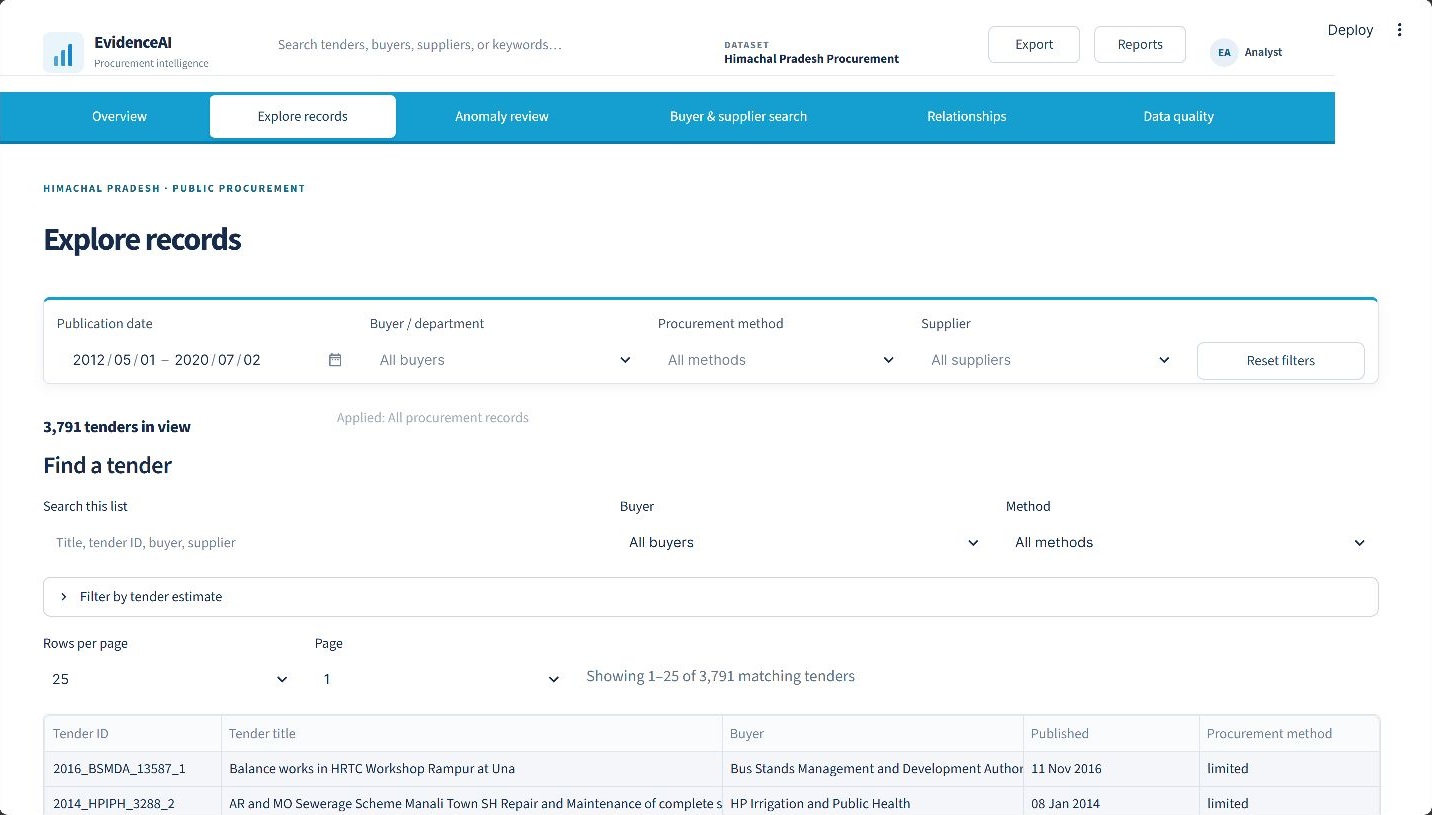 EvidenceAI
Procurement intelligence
Search tenders, buyers, suppliers, or keywords…
DATASET
Himachal Pradesh Procurement
Export
Reports
EA
Analyst
Deploy
Overview
Explore records
Anomaly review
Buyer & supplier search
Relationships
Data quality
HIMACHAL PRADESH · PUBLIC PROCUREMENT
Explore records
Publication date
Buyer / department
Procurement method
Supplier
2012/05/01 – 2020/07/02
All buyers
All methods
All suppliers
Reset filters
3,791 tenders in view
Applied: All procurement records
Find a tender
Search this list
Buyer
Method
Title, tender ID, buyer, supplier
All buyers
All methods
Filter by tender estimate
Rows per page
Page
25
1
Showing 1–25 of 3,791 matching tenders
Tender ID
Tender title
Buyer
Published
Procurement method
2016_BSMDA_13587_1
Balance works in HRTC Workshop Rampur at Una
Bus Stands Management and Development Author
11 Nov 2016
limited
2014_HPIPH_3288_2
AR and MO Sewerage Scheme Manali Town SH Repair and Maintenance of complete s
HP Irrigation and Public Health
08 Jan 2014
limited